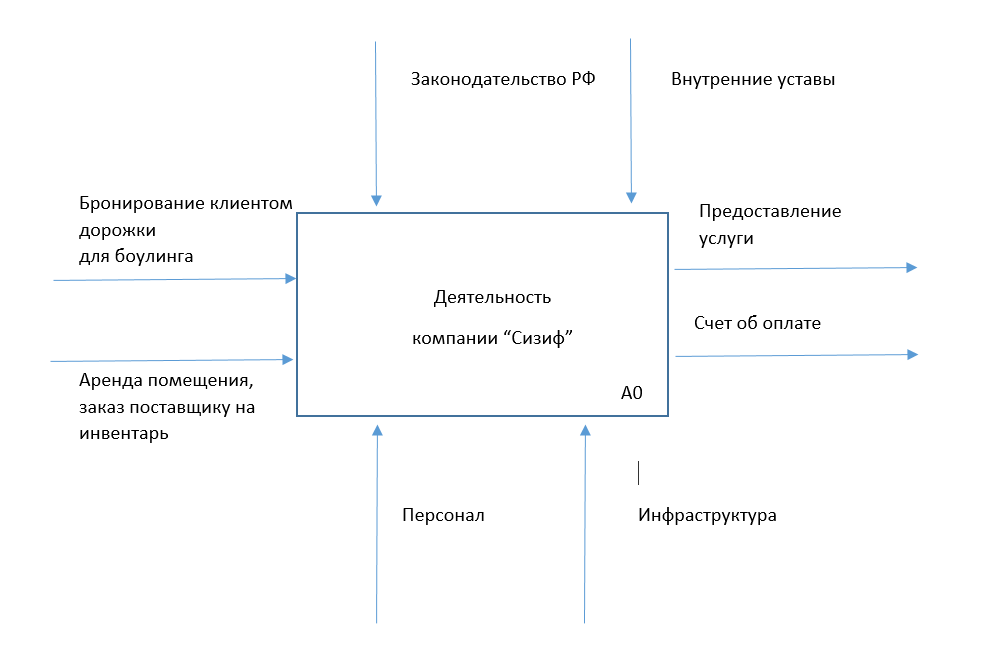 Законодательство РФ
Внутренние уставы
Бронирование клиентом
дорожки
для боулинга
Предоставление
услуги
Деятельность
компании “Сизиф”
Счет об оплате
Аренда помещения,
заказ поставщику на
инвентарь
А0
Персонал
Инфраструктура